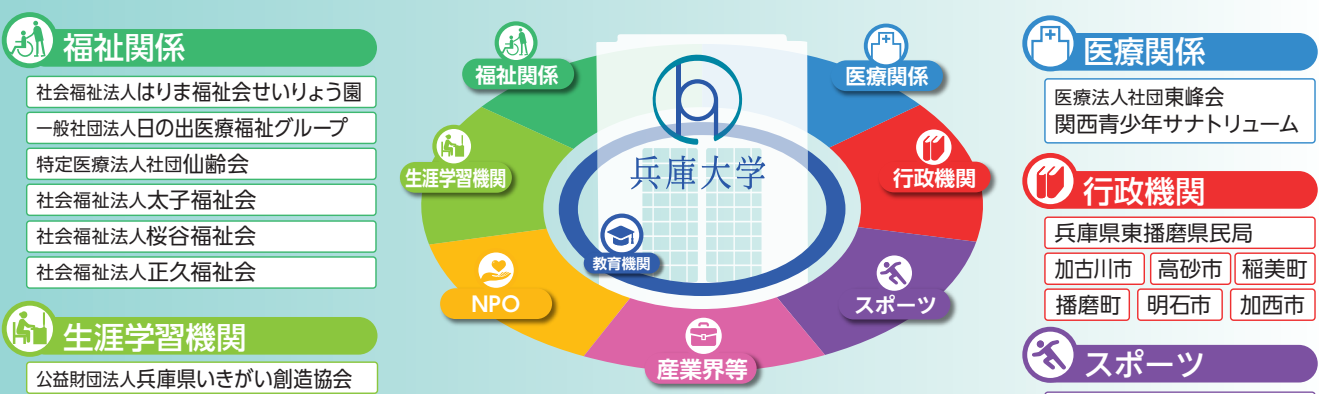 福祉関係
社会福祉法人はりま福祉会せいりょう園
一般社団法人日の出医療福祉グループ
特定医療法人社団仙齢会
社会福祉法人太子福祉会
社会福祉法人桜谷福祉会
社会福祉法人正久福祉会
生涯学習機関
公益財団法人兵庫県いきがい創造協会
福祉関係
医療関係
兵庫大学
生涯学習機関
行政機関
教育機関
NPO
スポーツ
産業界等
医療関係
医療法人社団東峰会
関西青少年サナトリューム
行政機関
兵庫県東播磨県民局
加古川市 高砂市 稲美町
播磨町 明石市 加西市
スポーツ